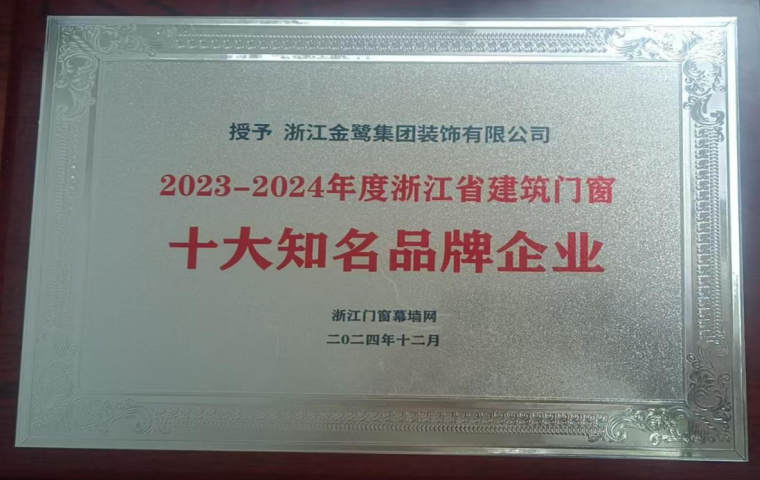 授予 浙江金鹭集团装饰有限公司
2023-2024年度浙江省建筑门窗
十大知名品牌企业
浙江门窗幕墙网
二〇二四年十二月